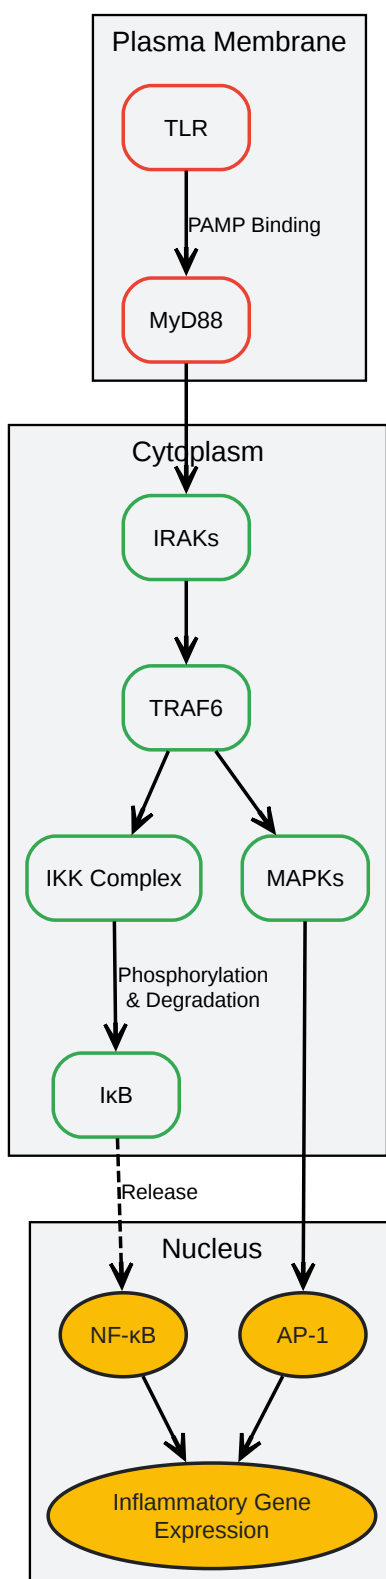 Plasma Membrane
TLR
PAMP Binding
MyD88
Cytoplasm
IRAKs
TRAF6
IKK Complex
MAPKs
Phosphorylation
& Degradation
IκB
Release
Nucleus
NF-κB
AP-1
Inflammatory Gene
Expression